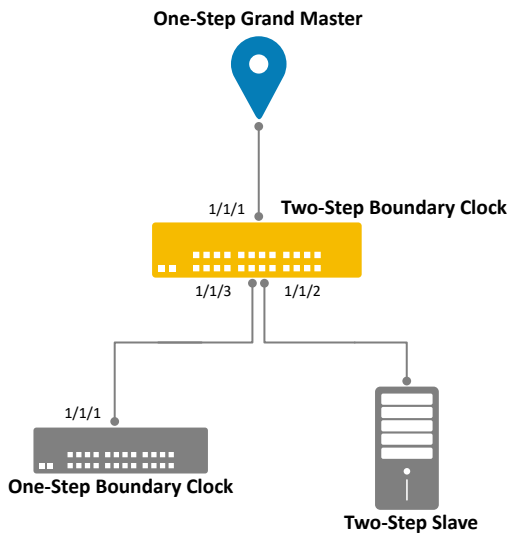 One-Step Grand Master
1/1/1
Two-Step Boundary Clock
1/1/3
1/1/2
1/1/1
One-Step Boundary Clock
Two-Step Slave